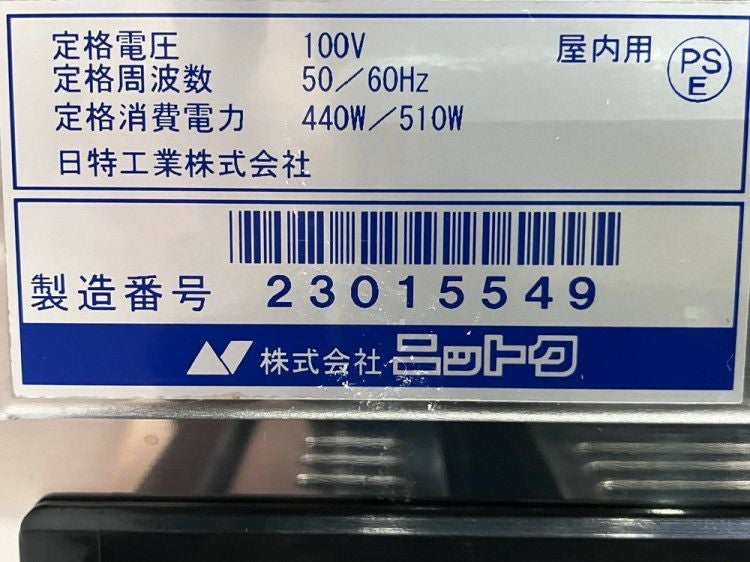 定格電圧 100V 屋内用 PSE
定格周波数 50／60Hz
定格消費電力 440W／510W
日特工業株式会社
製造番号 23015549
株式会社ニットク